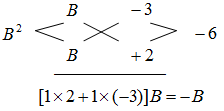 B -3
B² -6
B +2
[1×2+1×(-3)]B=-B